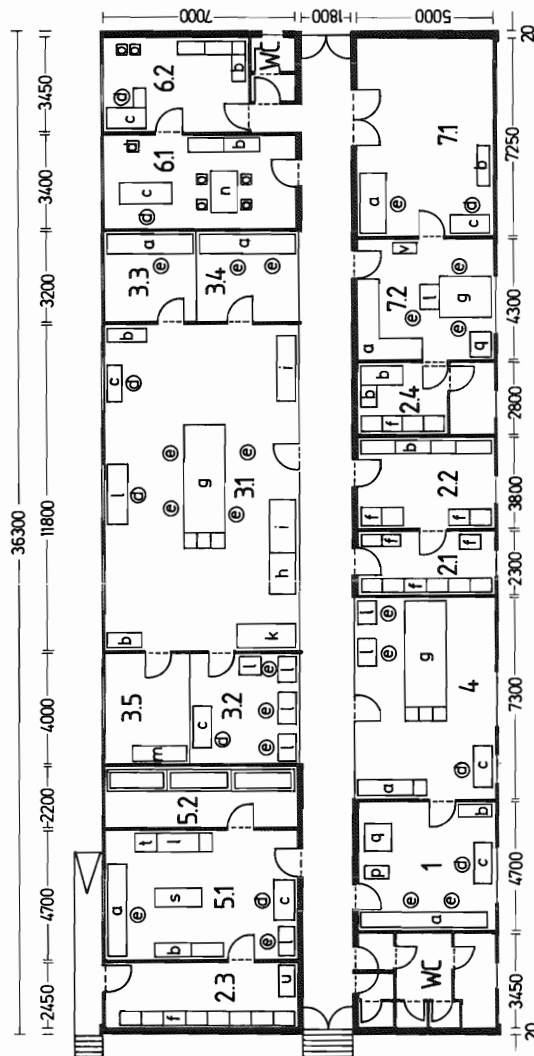 36300
2450 4700 2200 4000 11800 3200 3400 3450
7000
1800
5000
2.3
f
u
5.1
a
e
t l
s
b
c
d
e
l
5.2
3.5
m
3.2
c
d
l
e
l
e
l
e
l
3.1
b
l
d
c
d
b
e
e
g
e
e
k
h
i
i
3.3
a
e
3.4
a
e
e
6.1
d
c
n
b
6.2
c
d
b
WC
WC
1
a
e
e
p
q
d
c
b
4
a
l
e
l
e
g
d
c
2.1
f
f
f
2.2
f
f
b
2.4
f
b
b
7.2
a
e
l
g
e
e
q
v
7.1
a
e
c
d
b
20 3450 4700 7300 2300 3800 2800 4300 7250 20